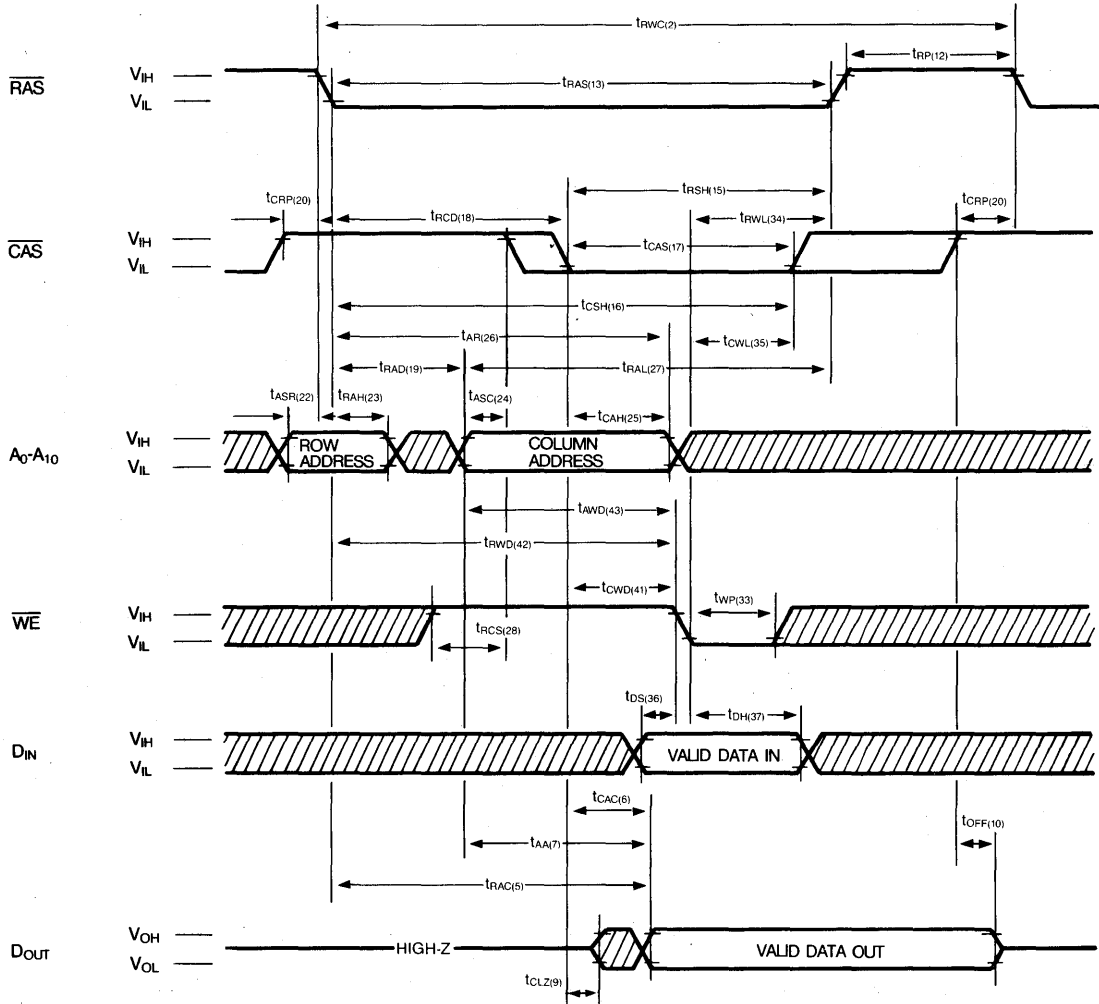 tRWC(2)
tRP(12)
RAS
VIH
VIL
tRAS(13)
tRSH(15)
tCRP(20)
tRCD(18)
tRWL(34)
tCRP(20)
CAS
VIH
VIL
tCAS(17)
tCSH(16)
tAR(26)
tCWL(35)
tRAD(19)
tRAL(27)
tASR(22)
tRAH(23)
tASC(24)
tCAH(25)
A0-A10
VIH
VIL
ROW
ADDRESS
COLUMN
ADDRESS
tAWD(43)
tRWD(42)
tCWD(41)
tWP(33)
WE
VIH
VIL
tRCS(28)
tDS(36)
tDH(37)
DIN
VIH
VIL
VALID DATA IN
tCAC(6)
tOFF(10)
tAA(7)
tRAC(5)
DOUT
VOH
VOL
HIGH-Z
VALID DATA OUT
tCLZ(9)